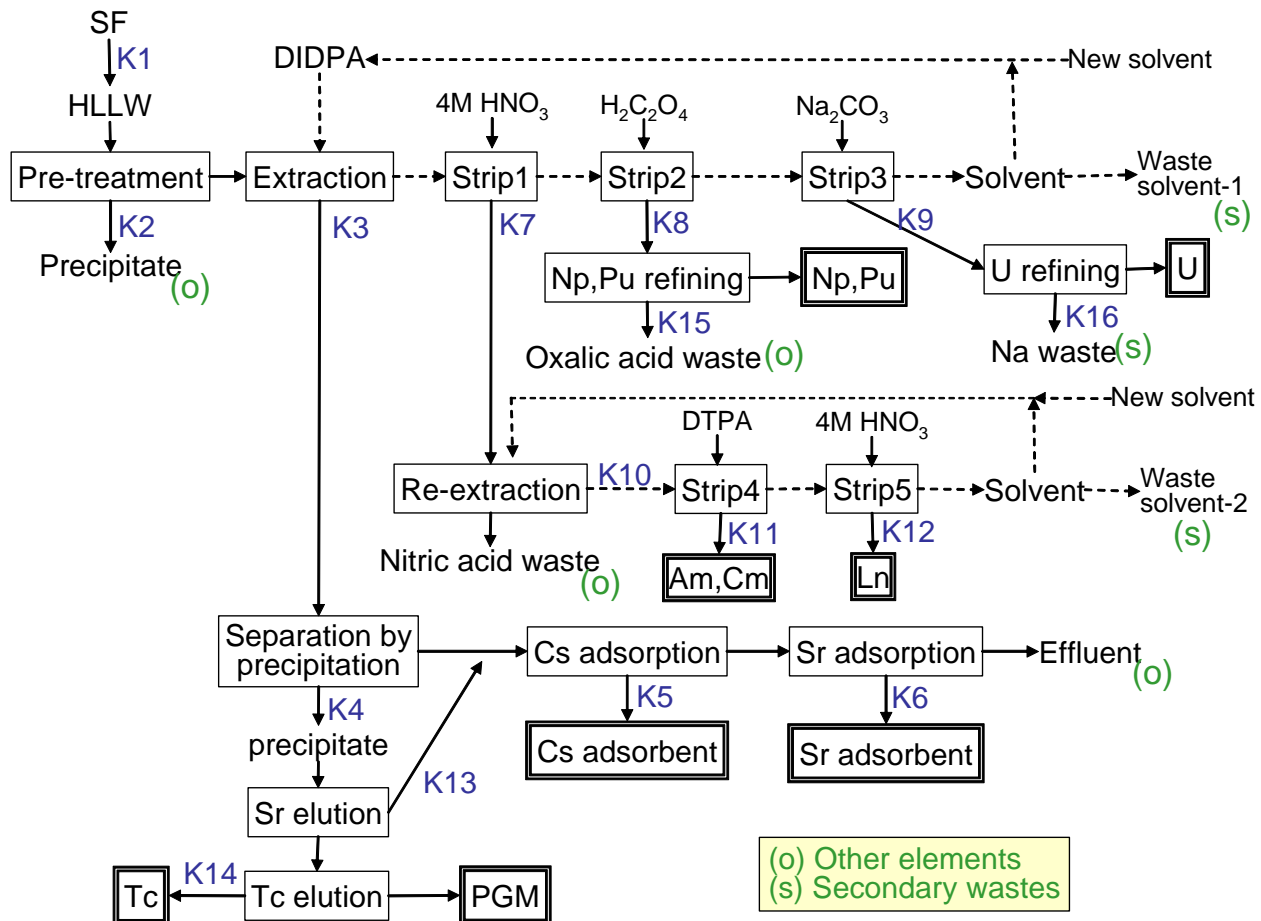 SF
K1
DIDPA
New solvent
HLLW
4M HNO3
H2C2O4
Na2CO3
Pre-treatment
Extraction
Strip1
Strip2
Strip3
Solvent
Waste
solvent-1
(s)
K2
K3
K7
K8
K9
Precipitate
(o)
Np,Pu refining
Np,Pu
U refining
U
K15
K16
Oxalic acid waste
(o)
Na waste
(s)
New solvent
DTPA
4M HNO3
Re-extraction
K10
Strip4
Strip5
Solvent
Waste
solvent-2
(s)
K11
K12
Nitric acid waste
(o)
Am,Cm
Ln
Separation by
precipitation
Cs adsorption
Sr adsorption
Effluent
(o)
K4
K5
K6
precipitate
Cs adsorbent
Sr adsorbent
K13
Sr elution
K14
Tc
Tc elution
PGM
(o) Other elements
(s) Secondary wastes